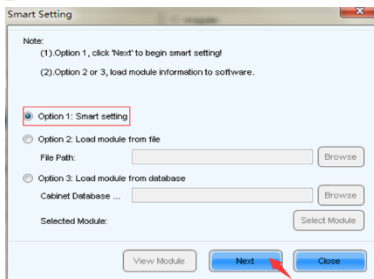 Smart Setting
Note:
(1).Option 1, click 'Next' to begin smart setting!
(2).Option 2 or 3, load module information to software.
Option 1: Smart setting
Option 2: Load module from file
File Path:
Browse
Option 3: Load module from database
Cabinet Database ...
Browse
Selected Module:
Select Module
View Module
Next
Close